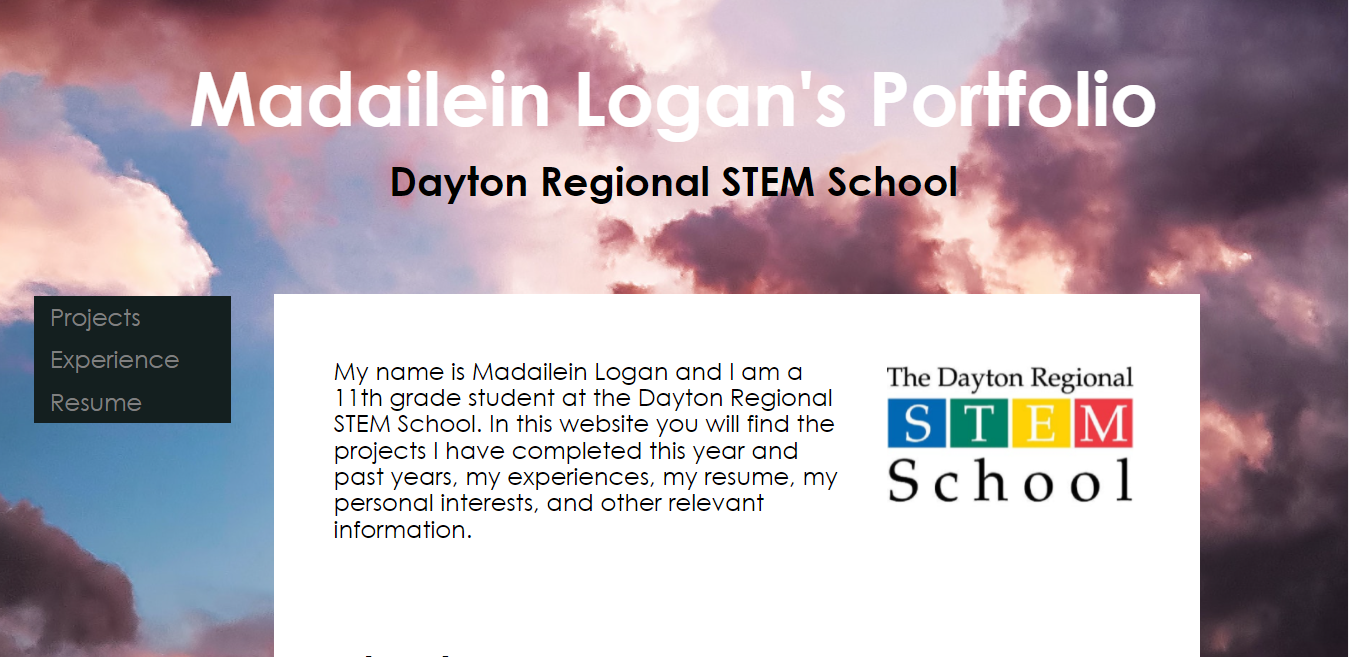 Madailein Logan's Portfolio
Dayton Regional STEM School
Projects
Experience
Resume
My name is Madailein Logan and I am a
11th grade student at the Dayton Regional
STEM School. In this website you will find the
projects I have completed this year and
past years, my experiences, my resume, my
personal interests, and other relevant
information.
The Dayton Regional
STEM
School